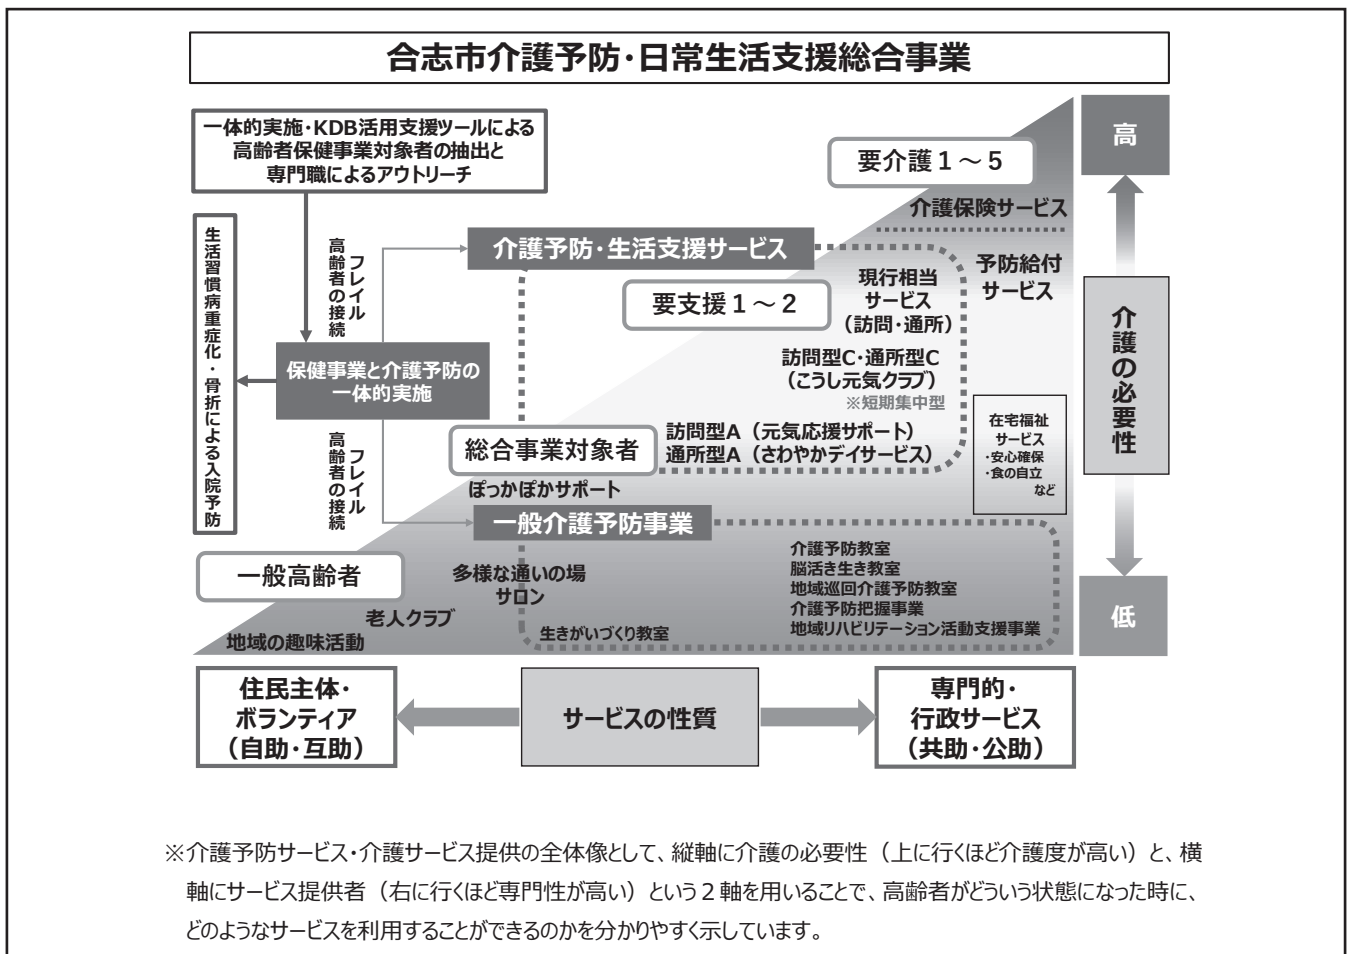 合志市介護予防・日常生活支援総合事業
一体的実施・KDB活用支援ツールによる
高齢者保健事業対象者の抽出と
専門職によるアウトリーチ
高
要介護１～５
介護保険サービス
生活習慣病重症化・骨折による入院予防
フレイル
高齢者の接続
介護予防・生活支援サービス
現行相当
サービス
（訪問・通所）
予防給付
サービス
要支援１～２
介護の必要性
保健事業と介護予防の
一体的実施
訪問型C・通所型C
（こうし元気クラブ）
※短期集中型
在宅福祉
サービス
・安心確保
・食の自立
など
フレイル
高齢者の接続
総合事業対象者
訪問型A（元気応援サポート）
通所型A（さわやかデイサービス）
ぽっかぽかサポート
一般介護予防事業
一般高齢者
多様な通いの場
サロン
介護予防教室
脳活き生き教室
地域巡回介護予防教室
介護予防把握事業
地域リハビリテーション活動支援事業
低
老人クラブ
地域の趣味活動
生きがいづくり教室
住民主体・
ボランティア
（自助・互助）
サービスの性質
専門的・
行政サービス
（共助・公助）
※介護予防サービス・介護サービス提供の全体像として、縦軸に介護の必要性（上に行くほど介護度が高い）と、横
軸にサービス提供者（右に行くほど専門性が高い）という２軸を用いることで、高齢者がどういう状態になった時に、
どのようなサービスを利用することができるのかを分かりやすく示しています。